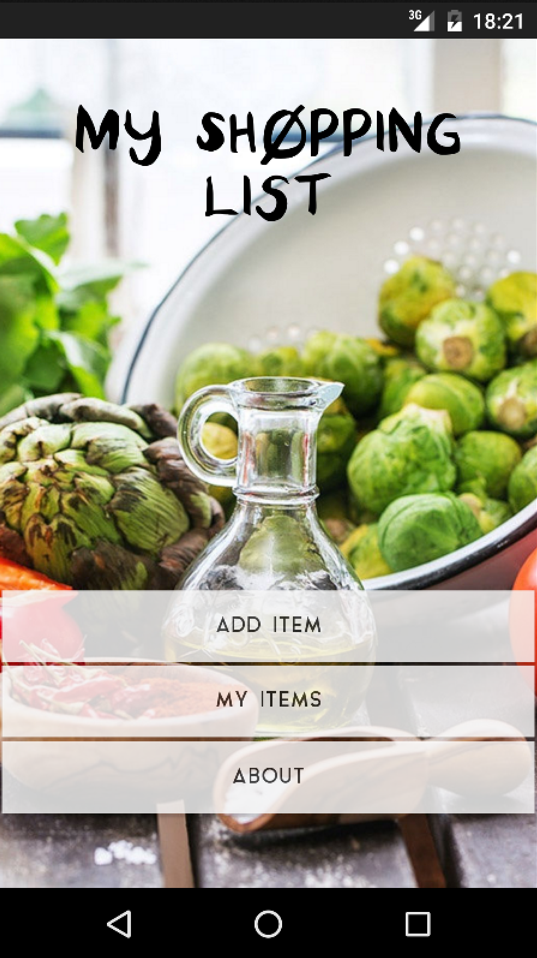 3G 18:21
MY SHØPPING
LIST
ADD ITEM
MY ITEMS
ABOUT